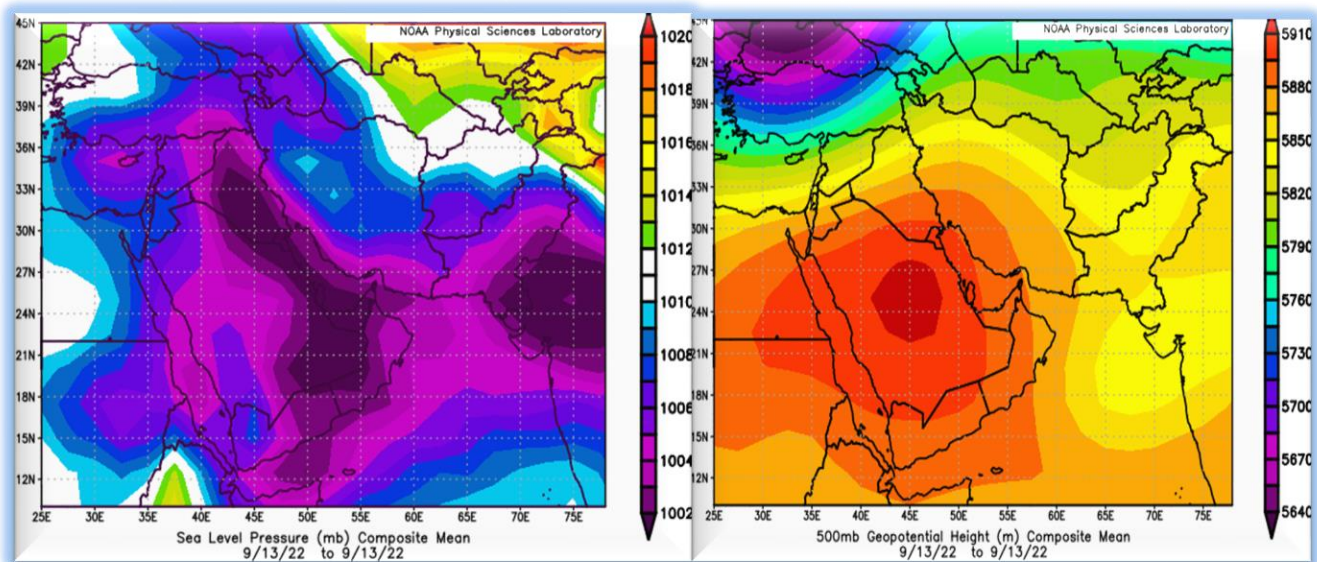 NOAA Physical Sciences Laboratory
45N
42N
39N
36N
33N
30N
27N
24N
21N
18N
15N
12N
25E 30E 35E 40E 45E 50E 55E 60E 65E 70E 75E
1020
1018
1016
1014
1012
1010
1008
1006
1004
1002
Sea Level Pressure (mb) Composite Mean
9/13/22 to 9/13/22
NOAA Physical Sciences Laboratory
45N
42N
39N
36N
33N
30N
27N
24N
21N
18N
15N
12N
25E 30E 35E 40E 45E 50E 55E 60E 65E 70E 75E
5910
5880
5850
5820
5790
5760
5730
5700
5670
5640
500mb Geopotential Height (m) Composite Mean
9/13/22 to 9/13/22